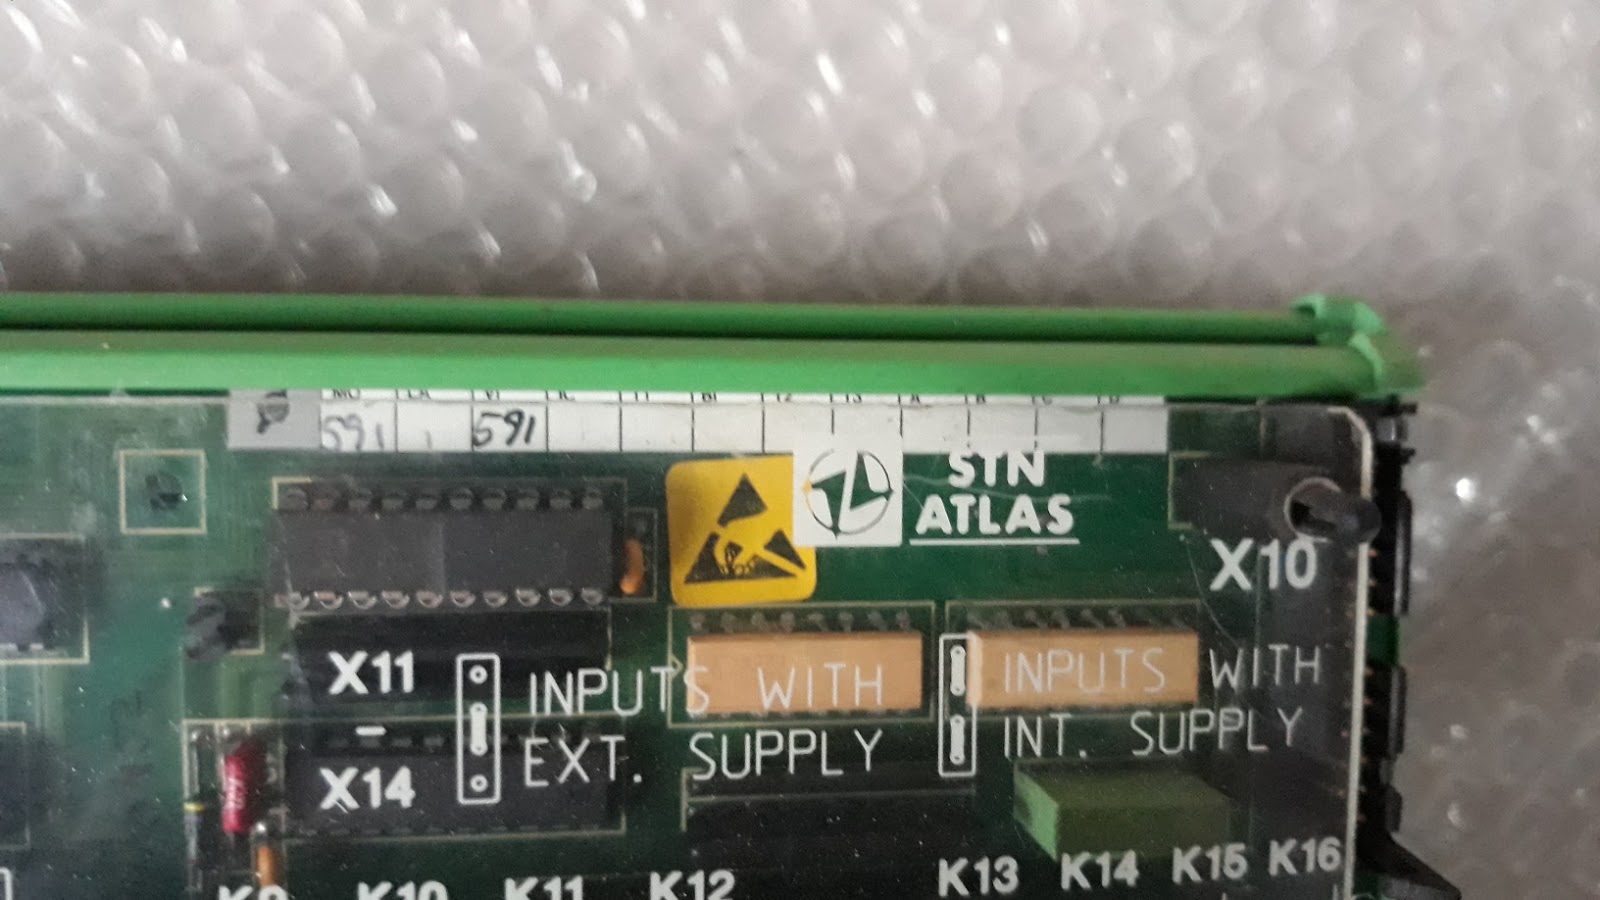 591 591
STN
ATLAS
X10
X11
-
X14
INPUTS WITH
EXT. SUPPLY
INPUTS WITH
INT. SUPPLY
K9 K10 K11 K12 K13 K14 K15 K16